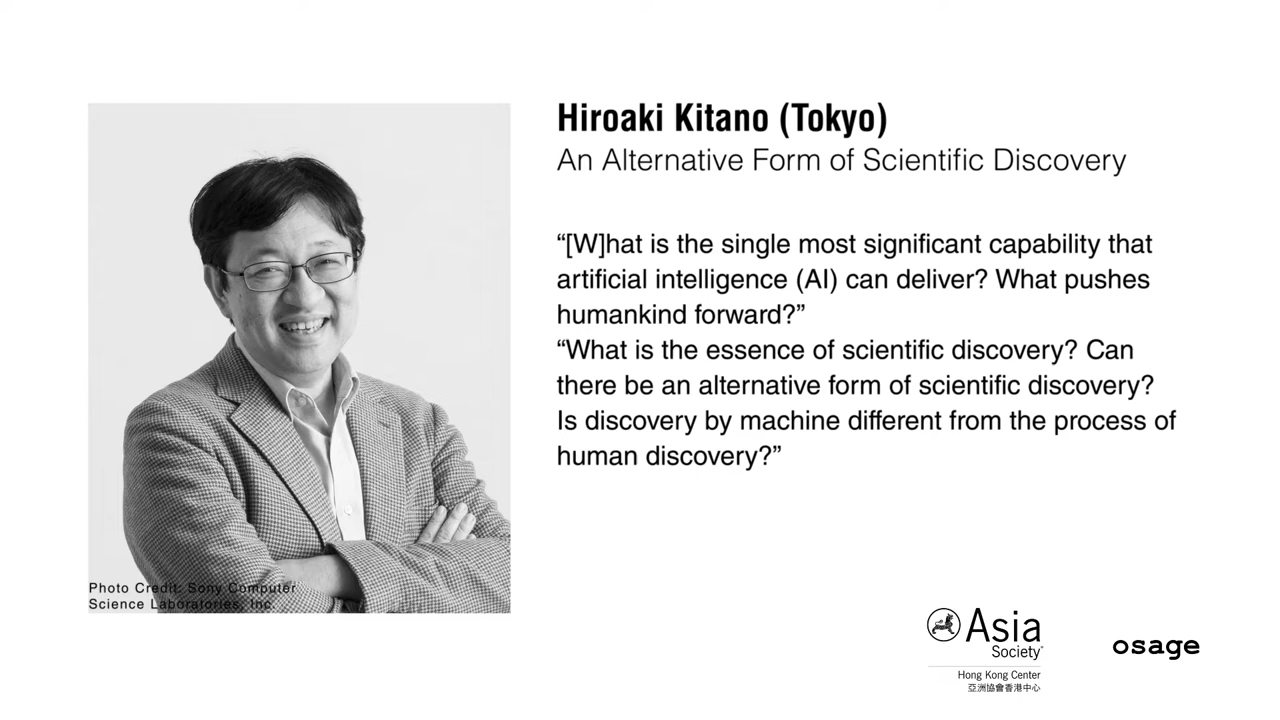 Hiroaki Kitano (Tokyo)
An Alternative Form of Scientific Discovery
“[W]hat is the single most significant capability that
artificial intelligence (AI) can deliver? What pushes
humankind forward?”
“What is the essence of scientific discovery? Can
there be an alternative form of scientific discovery?
Is discovery by machine different from the process of
human discovery?”
Photo Credit: Sony Computer
Science Laboratories, Inc.
Asia
Society
Hong Kong Center
亞洲協會香港中心
osage